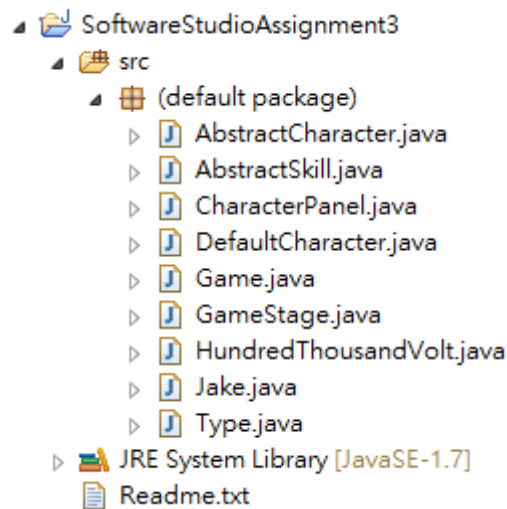 SoftwareStudioAssignment3
src
(default package)
AbstractCharacter.java
AbstractSkill.java
CharacterPanel.java
DefaultCharacter.java
Game.java
GameStage.java
HundredThousandVolt.java
Jake.java
Type.java
JRE System Library [JavaSE-1.7]
Readme.txt